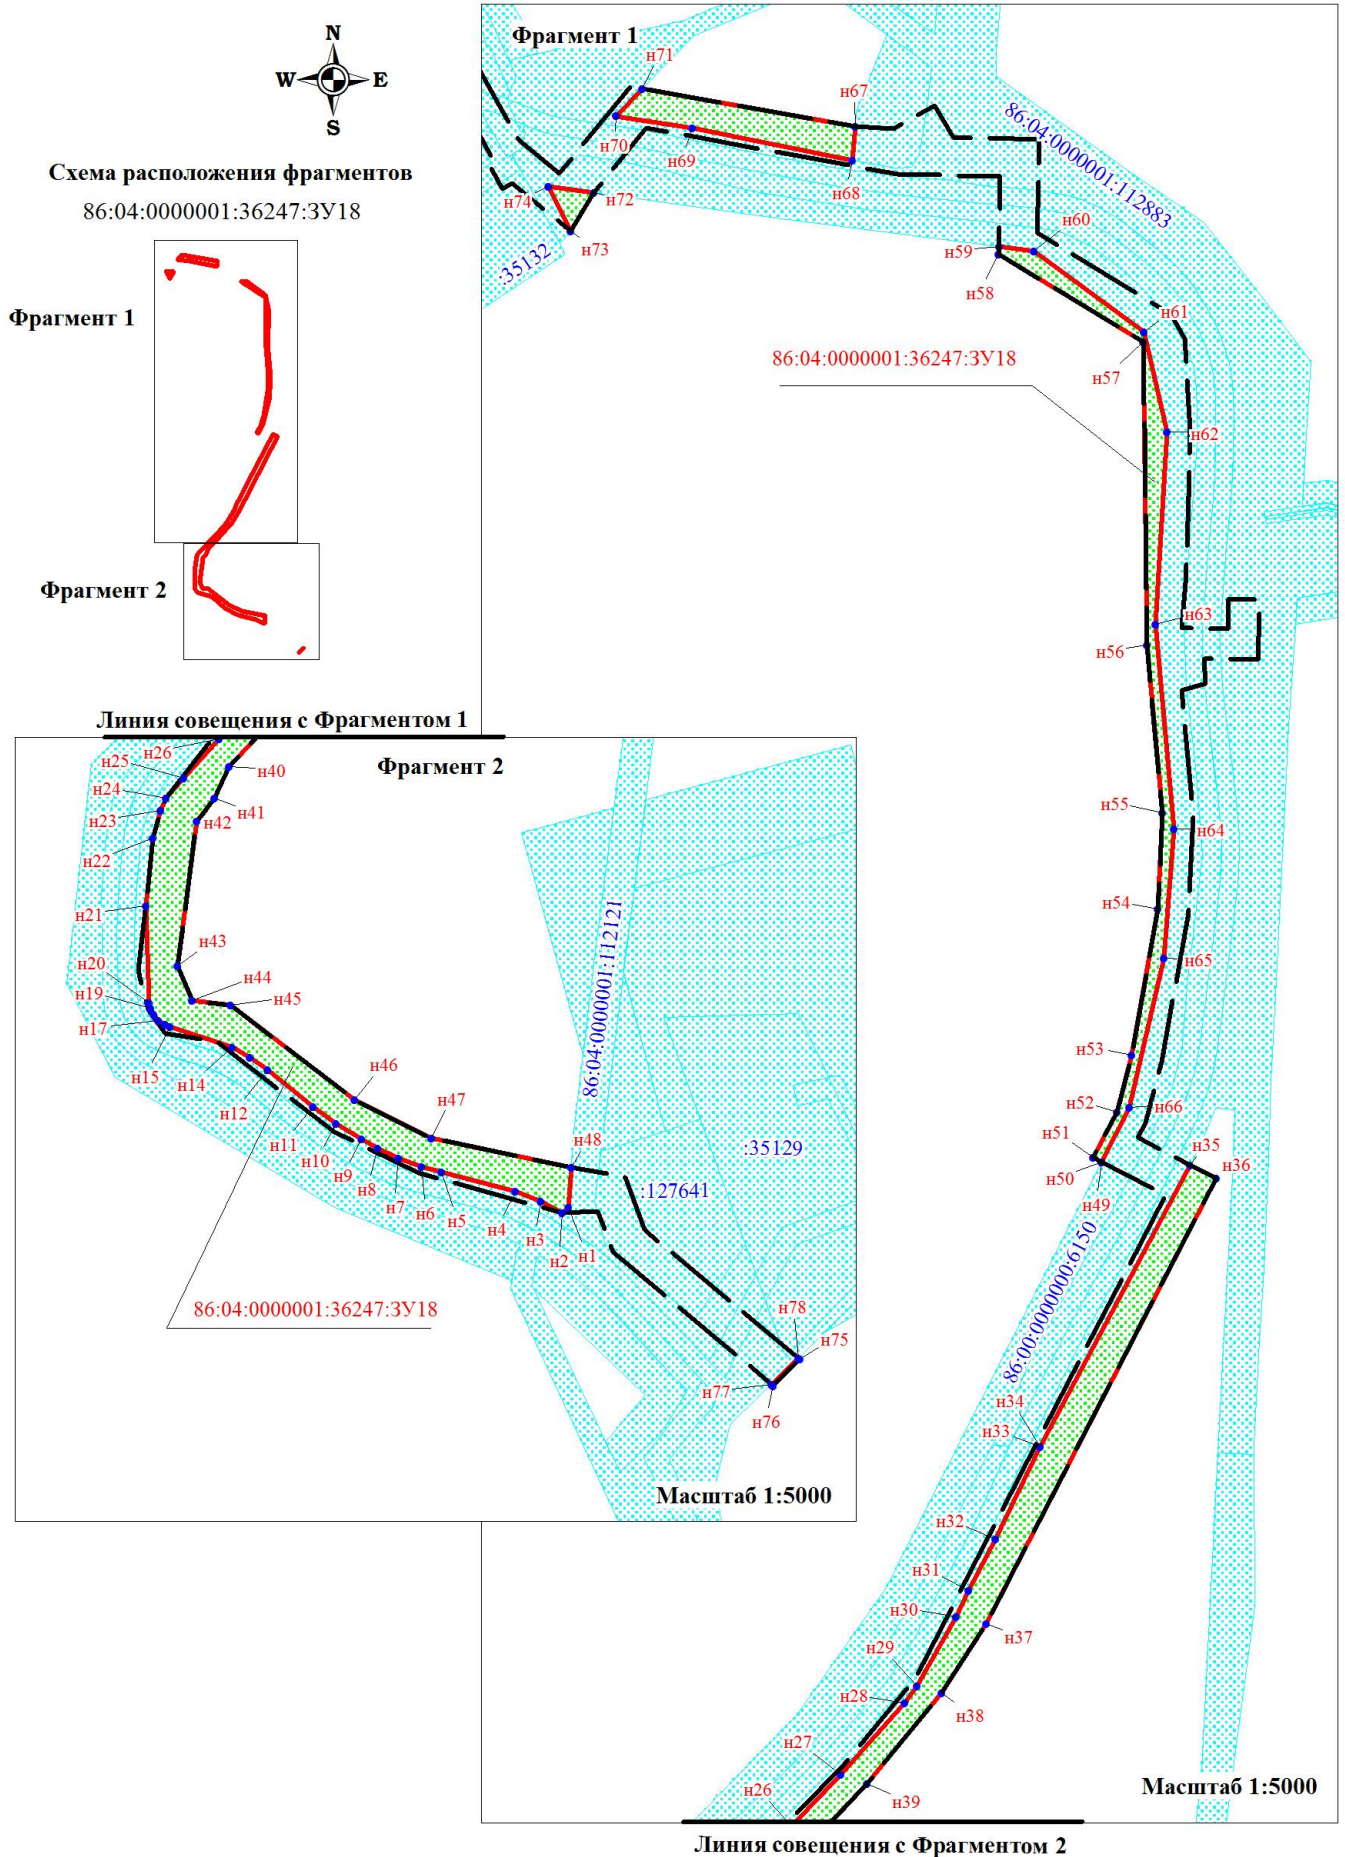 N
W
E
S
Схема расположения фрагментов
86:04:0000001:36247:ЗУ18
Фрагмент 1
Фрагмент 2
Фрагмент 1
н71
н67
н70
н69
н68
н74
н72
н73
:35132
86:04:0000001:112883
н60
н59
н58
н61
н57
86:04:0000001:36247:ЗУ18
н62
н63
н56
н55
н64
н54
н65
н53
н52
н66
н51
н50
н49
н35
н36
86:00:0000000:6150
н34
н33
н32
н31
н30
н37
н29
н28
н38
н27
н26
н39
Масштаб 1:5000
Линия совещения с Фрагментом 2
Линия совещения с Фрагментом 1
Фрагмент 2
н26
н25
н40
н24
н41
н23
н42
н22
н21
н43
н20
н44
н19
н45
н17
н15
н14
н12
н46
н11
н47
н10
н9
н8
н7
н6
н5
н4
н3
н2
н1
н48
86:04:0000001:112121
:35129
:127641
86:04:0000001:36247:ЗУ18
н78
н75
н77
н76
Масштаб 1:5000